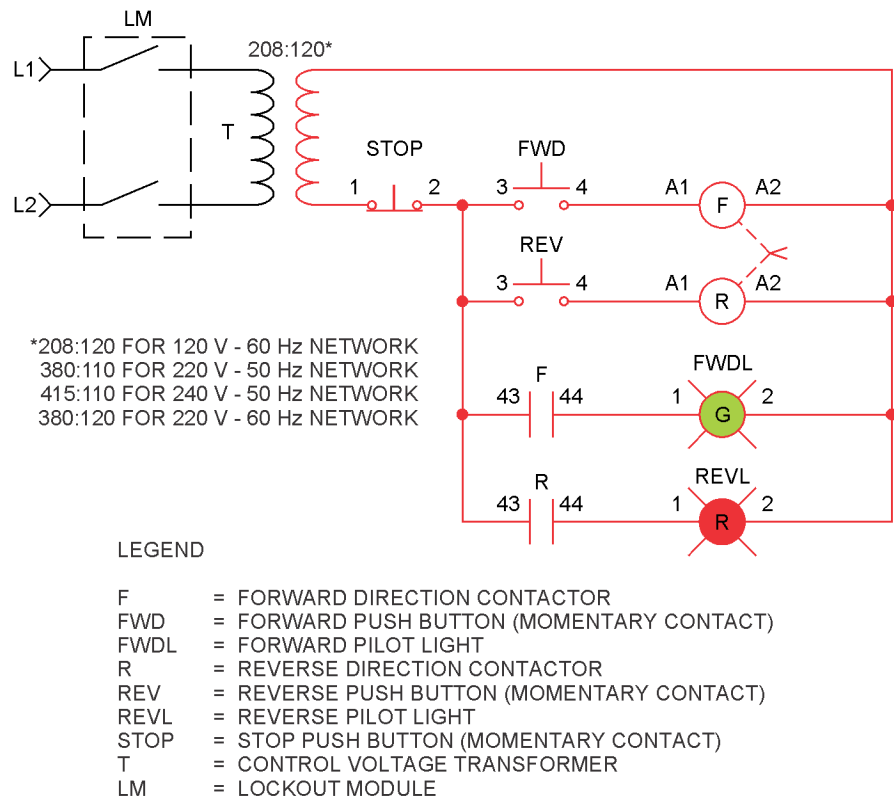 LM
208:120*
L1
T
STOP
FWD
1 2 3 4 A1 F A2
L2
REV
3 4 A1 R A2
*208:120 FOR 120 V - 60 Hz NETWORK
380:110 FOR 220 V - 50 Hz NETWORK
415:110 FOR 240 V - 50 Hz NETWORK
380:120 FOR 220 V - 60 Hz NETWORK
F FWDL
43 44 1 G 2
R REVL
43 44 1 R 2
LEGEND
F = FORWARD DIRECTION CONTACTOR
FWD = FORWARD PUSH BUTTON (MOMENTARY CONTACT)
FWDL = FORWARD PILOT LIGHT
R = REVERSE DIRECTION CONTACTOR
REV = REVERSE PUSH BUTTON (MOMENTARY CONTACT)
REVL = REVERSE PILOT LIGHT
STOP = STOP PUSH BUTTON (MOMENTARY CONTACT)
T = CONTROL VOLTAGE TRANSFORMER
LM = LOCKOUT MODULE